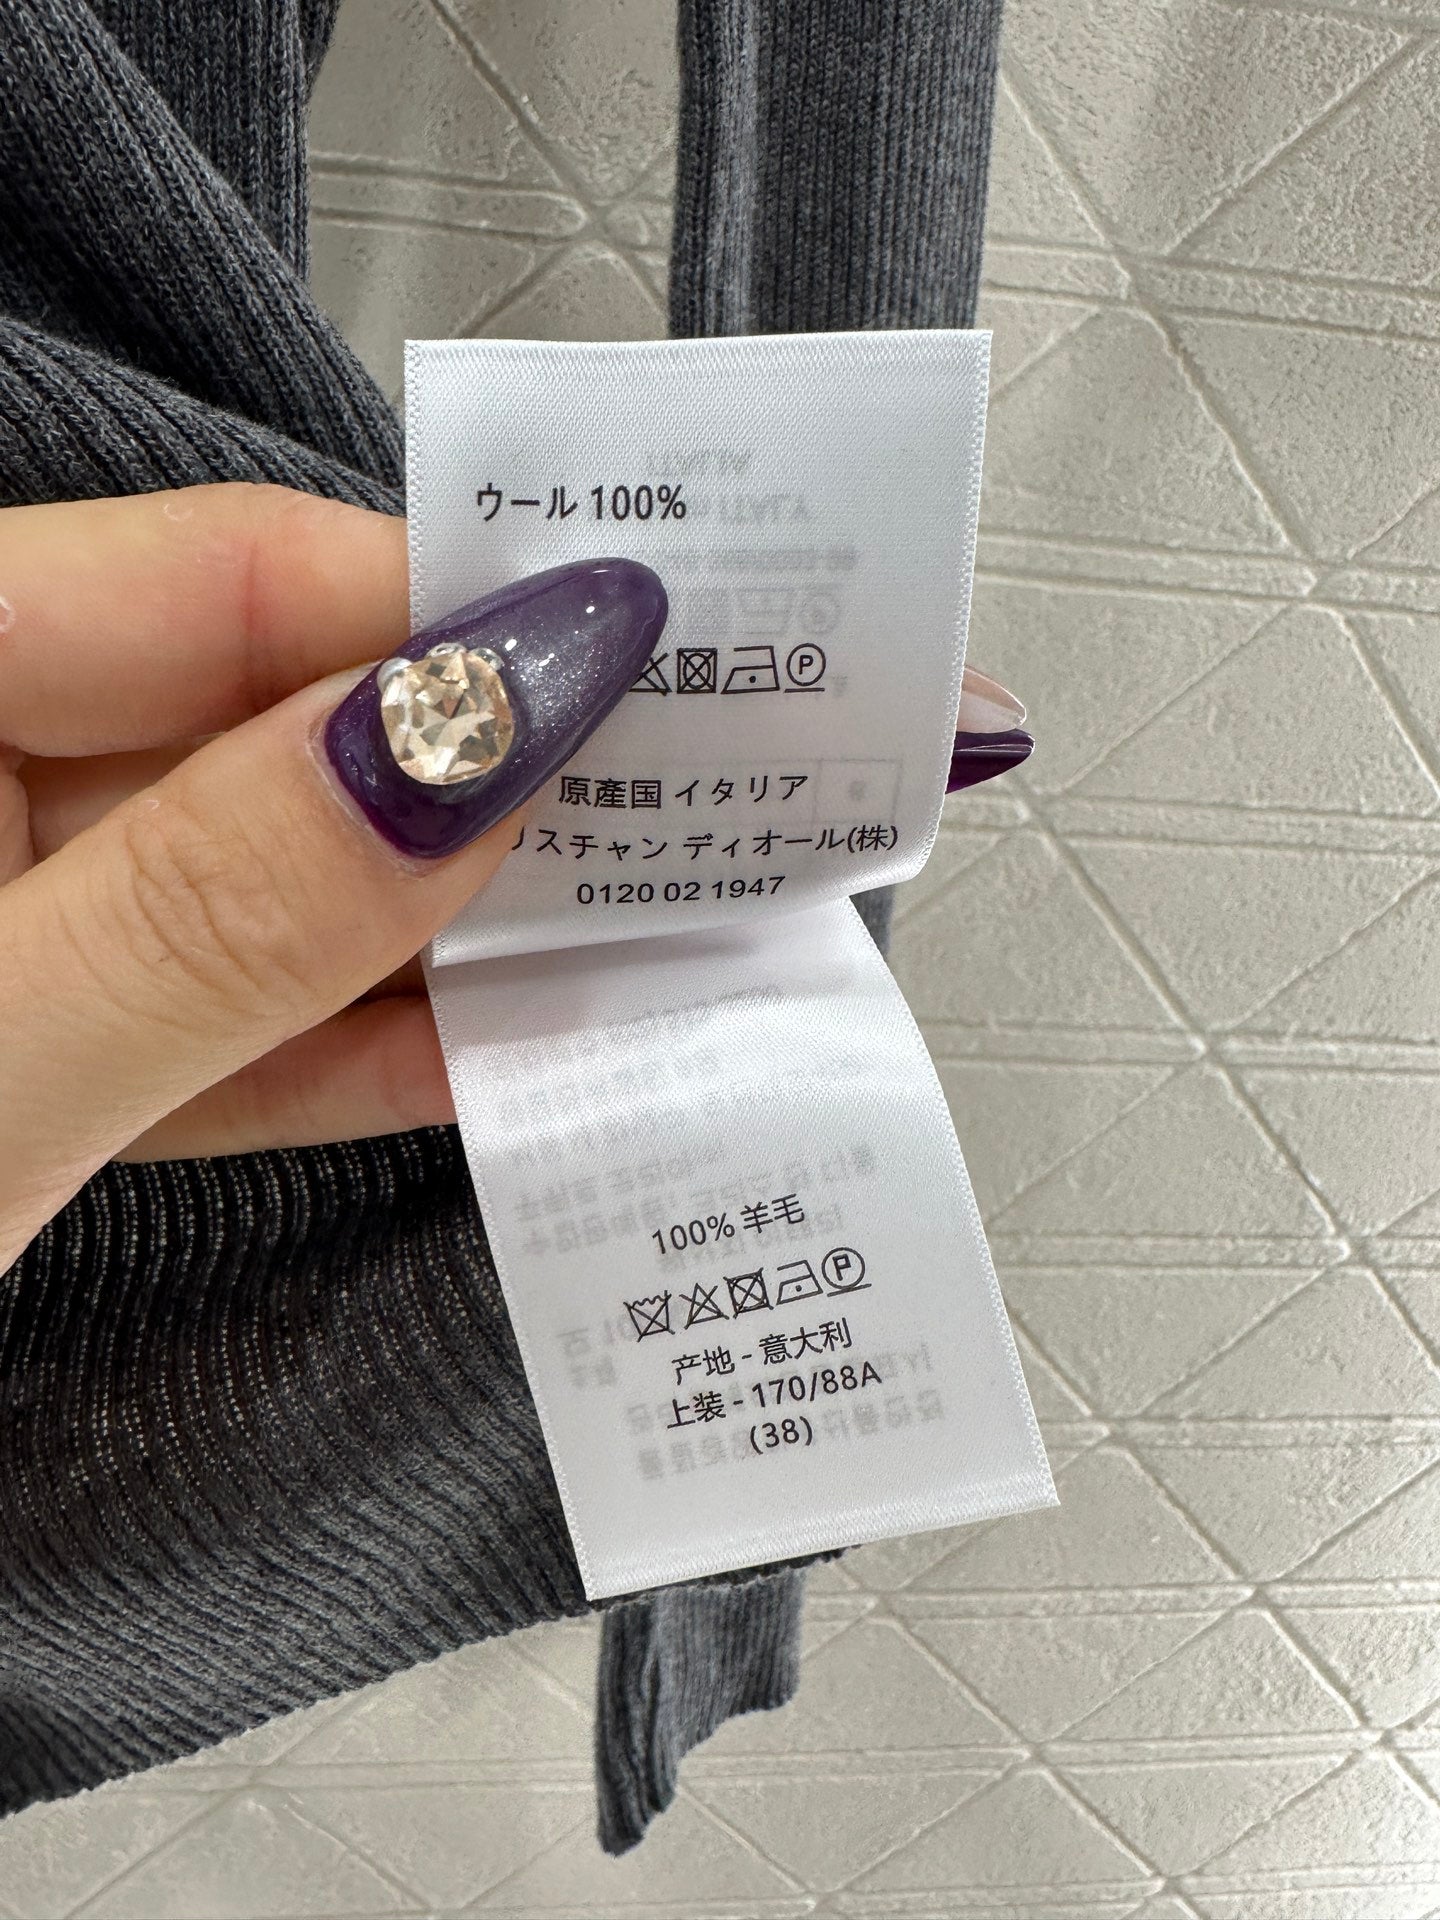 ウール 100%
原產国 イタリア
リスチャン ディオール(株)
0120 02 1947
100% 羊毛
产地 - 意大利
上装 - 170/88A
(38)